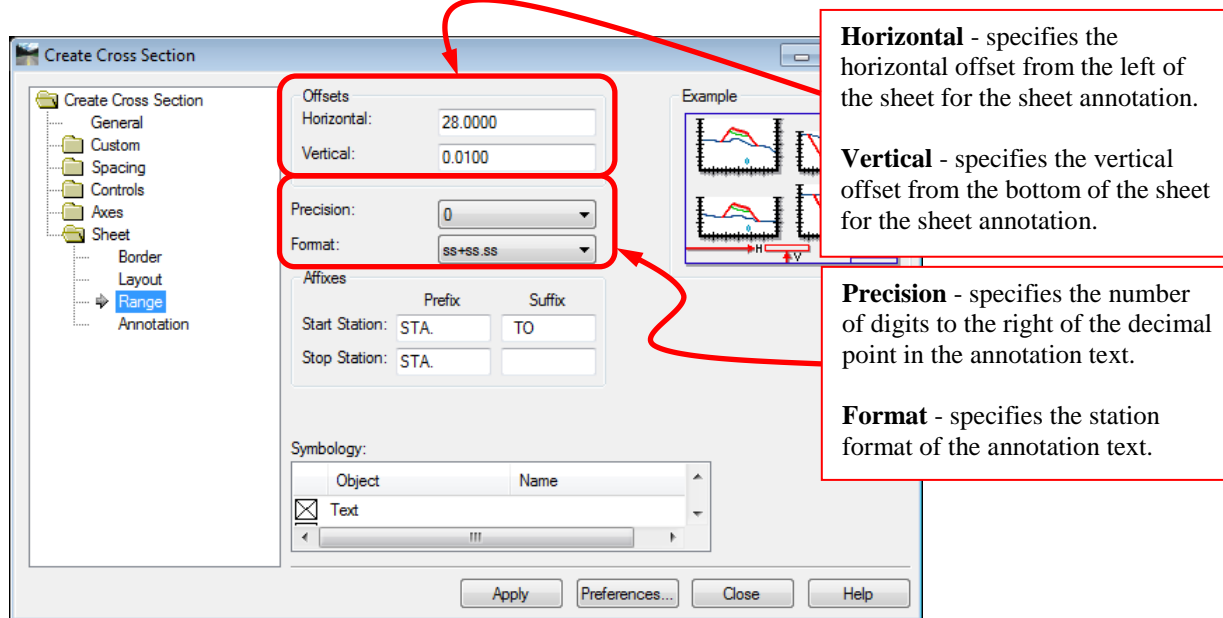 Create Cross Section
Create Cross Section
General
Custom
Spacing
Controls
Axes
Sheet
Border
Layout
Range
Annotation
Offsets
Horizontal: 28.0000
Vertical: 0.0100
Precision: 0
Format: ss+ss.ss
Affixes
Prefix Suffix
Start Station: STA. TO
Stop Station: STA.
Symbology:
Object Name
Text
Example
H
V
Apply Preferences... Close Help
Horizontal - specifies the
horizontal offset from the left of
the sheet for the sheet annotation.
Vertical - specifies the vertical
offset from the bottom of the sheet
for the sheet annotation.
Precision - specifies the number
of digits to the right of the decimal
point in the annotation text.
Format - specifies the station
format of the annotation text.